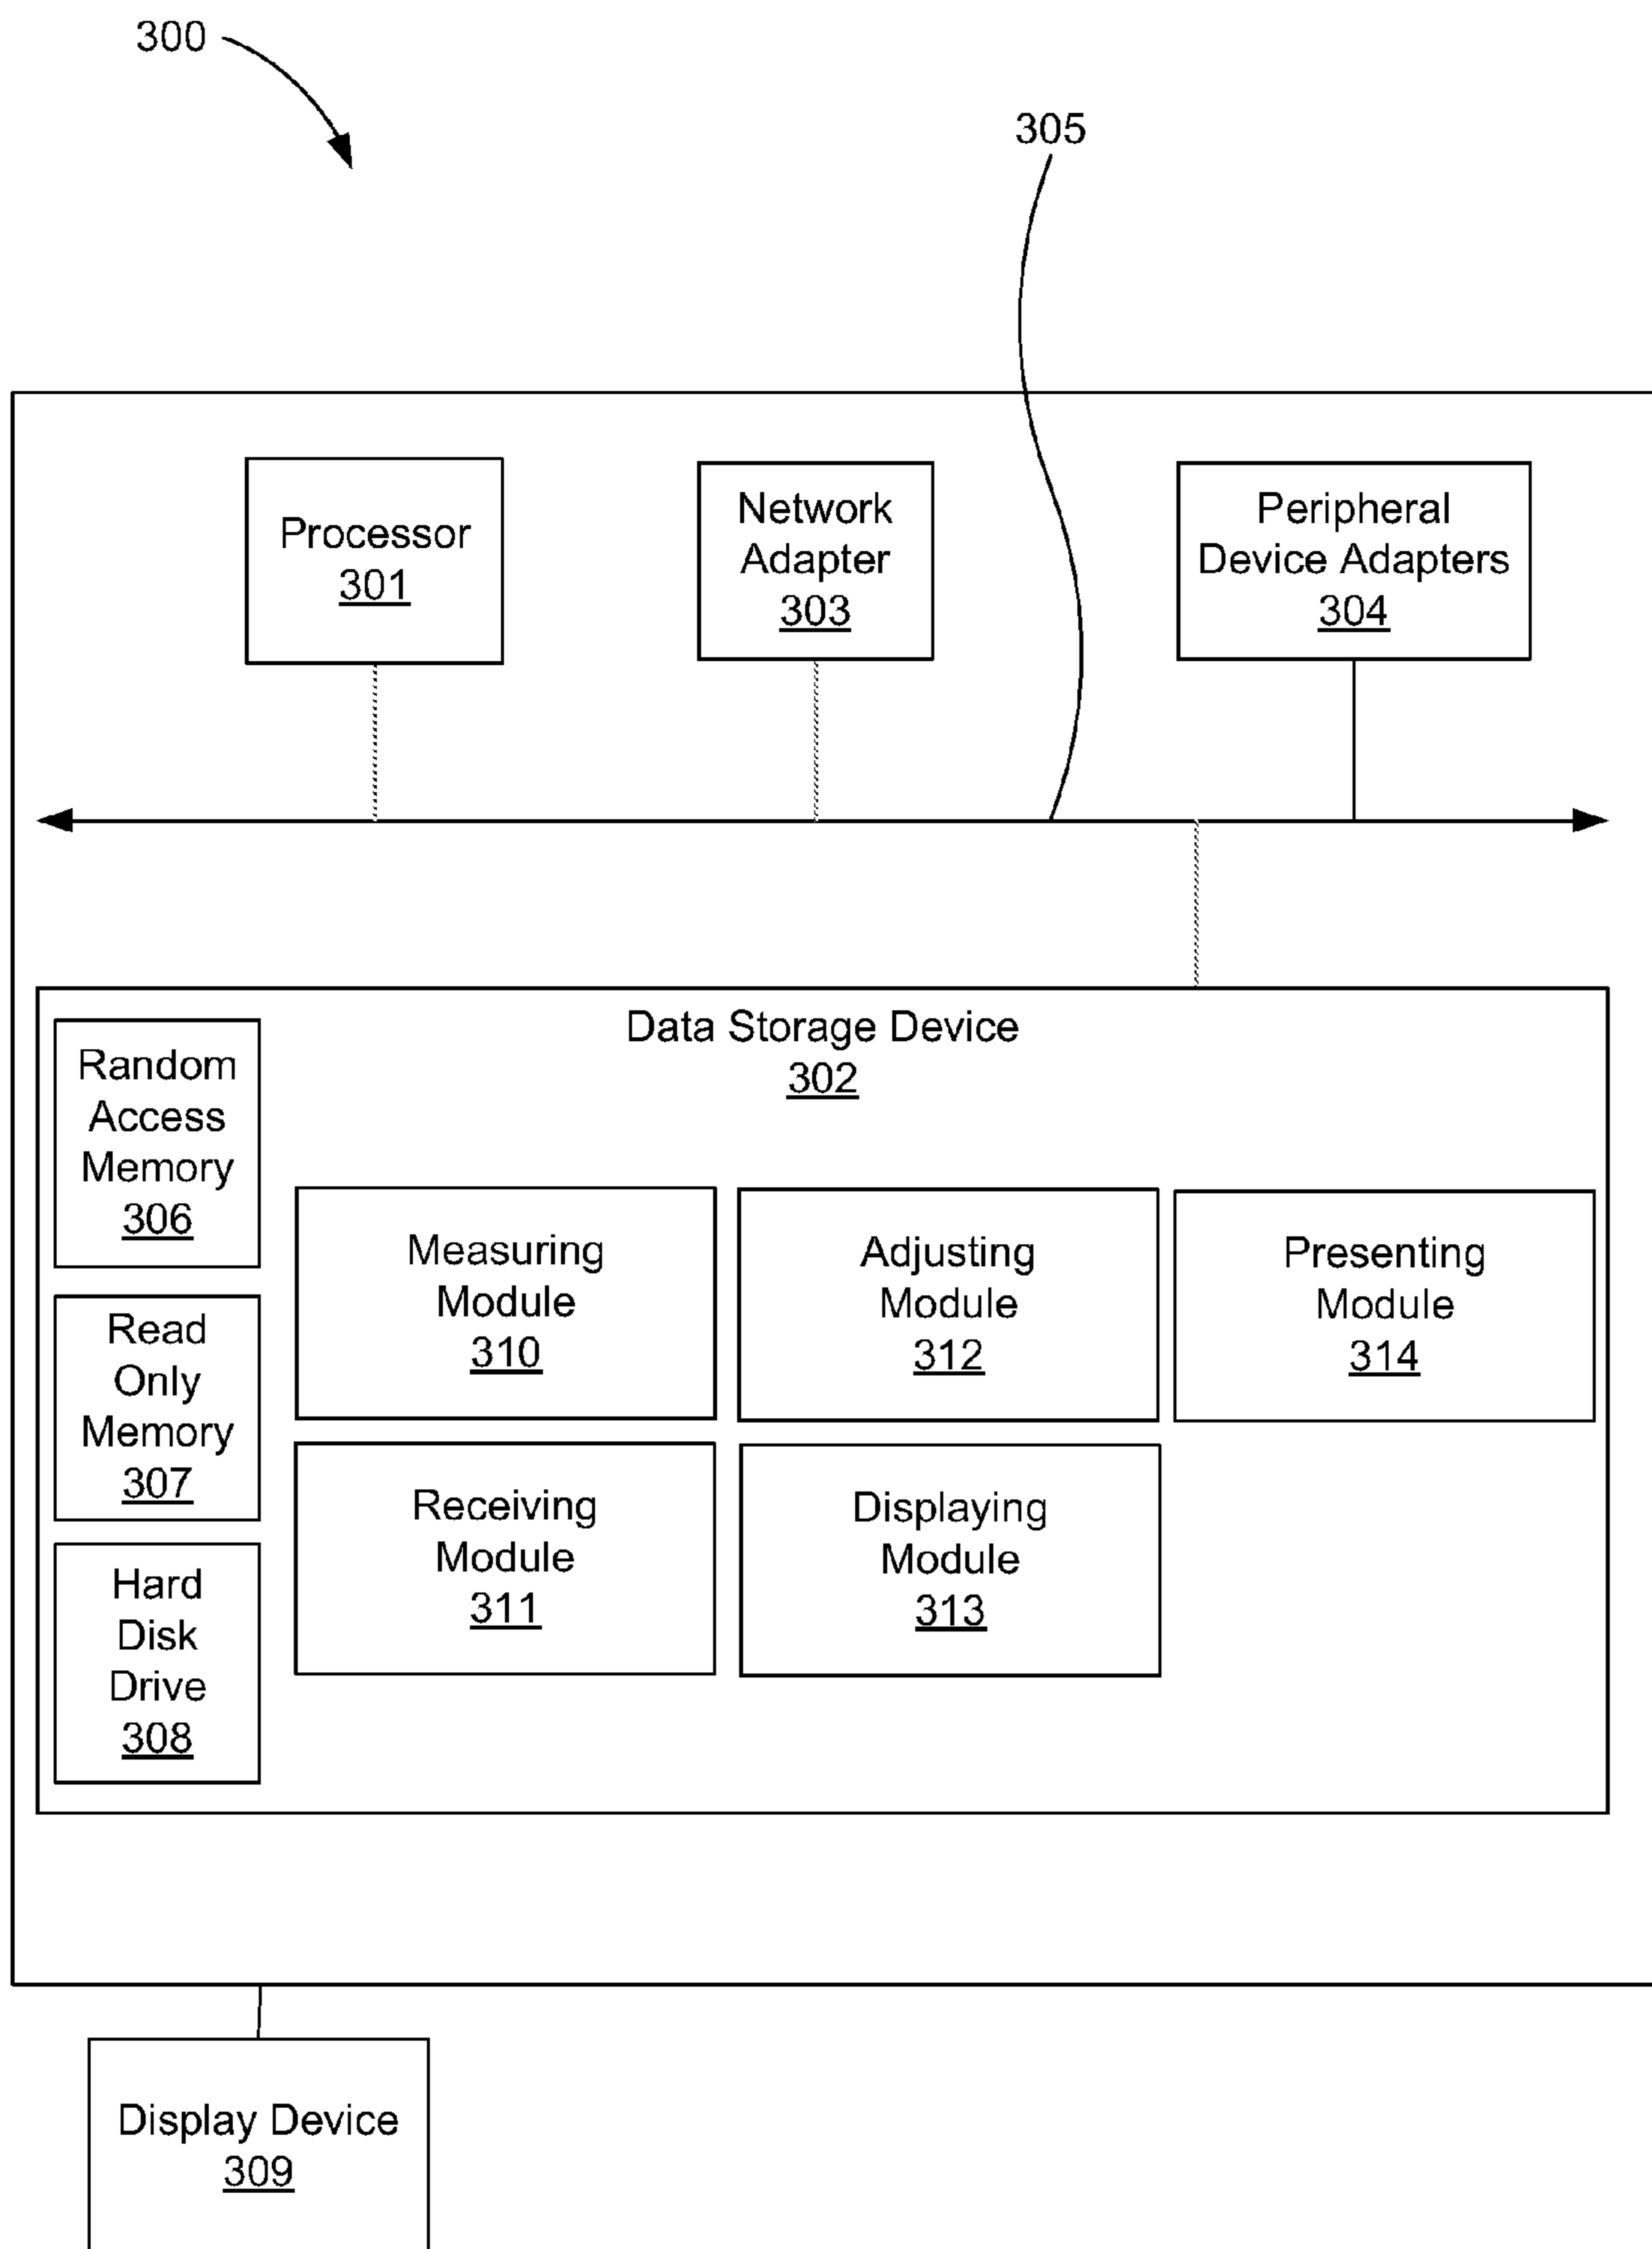 300
305
Processor
301
Network
Adapter
303
Peripheral
Device Adapters
304
Data Storage Device
302
Random
Access
Memory
306
Read
Only
Memory
307
Hard
Disk
Drive
308
Measuring
Module
310
Adjusting
Module
312
Presenting
Module
314
Receiving
Module
311
Displaying
Module
313
Display Device
309